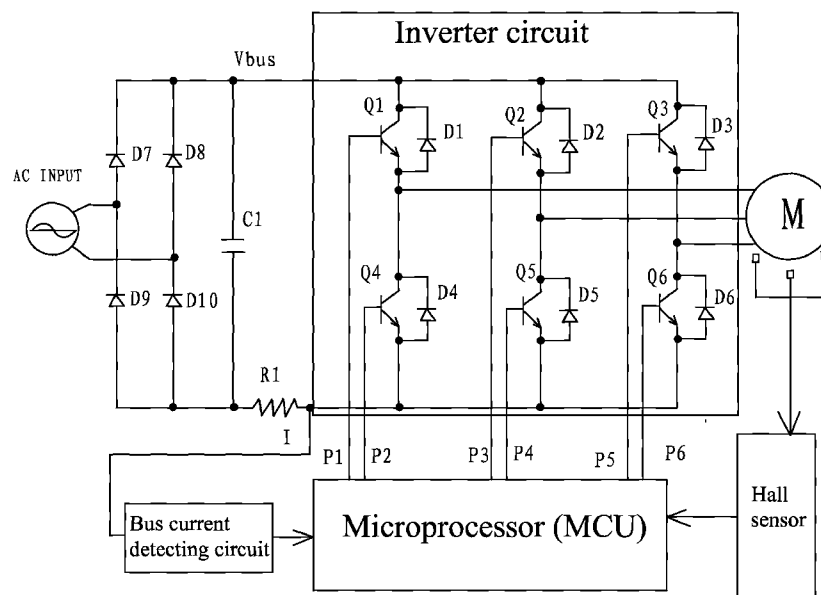 Inverter circuit
Vbus
Q1
D1
Q2
D2
Q3
D3
D7
D8
AC INPUT
C1
M
Q4
D4
Q5
D5
Q6
D6
D9
D10
R1
I
P1
P2
P3
P4
P5
P6
Bus current
detecting circuit
Microprocessor (MCU)
Hall
sensor